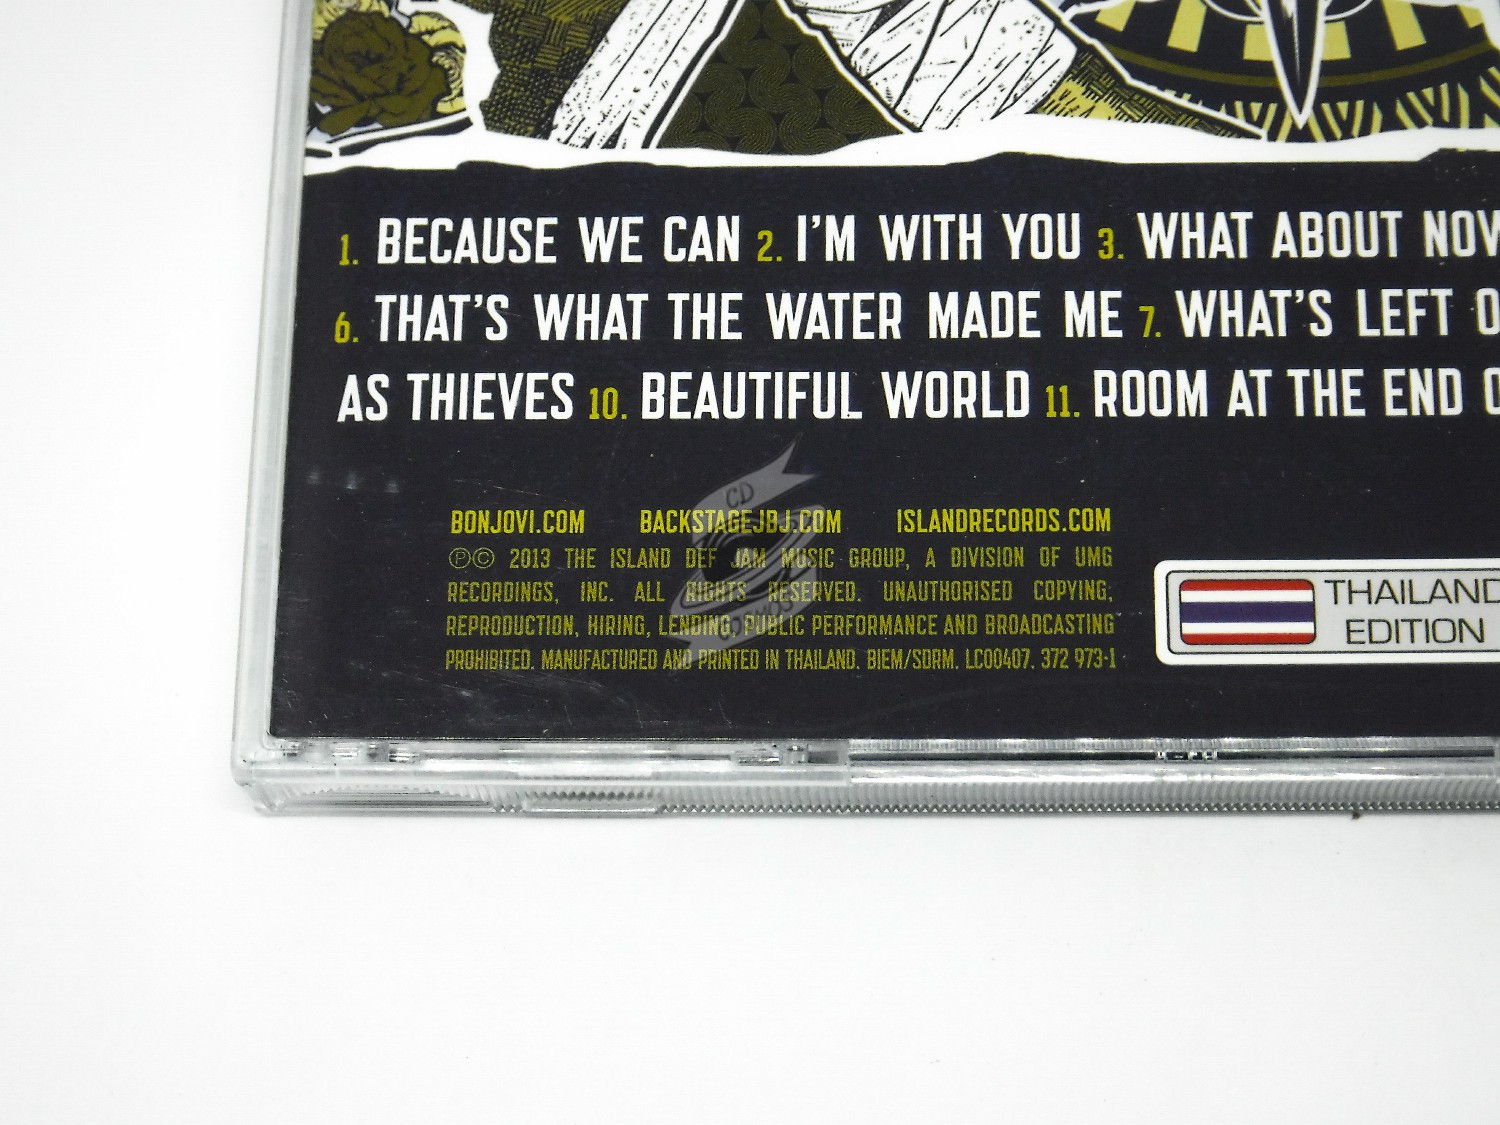 1. BECAUSE WE CAN 2. I'M WITH YOU 3. WHAT ABOUT NOW
6. THAT'S WHAT THE WATER MADE ME 7. WHAT'S LEFT O
AS THIEVES 10. BEAUTIFUL WORLD 11. ROOM AT THE END O
BONJOVI.COM BACKSTAGEJBJ.COM ISLANDRECORDS.COM
℗© 2013 THE ISLAND DEF JAM MUSIC GROUP, A DIVISION OF UMG
RECORDINGS, INC. ALL RIGHTS RESERVED. UNAUTHORISED COPYING,
REPRODUCTION, HIRING, LENDING, PUBLIC PERFORMANCE AND BROADCASTING
PROHIBITED. MANUFACTURED AND PRINTED IN THAILAND. BIEM/SDRM. LC00407. 372 973-1
THAILAND
EDITION
CD
COSMOS